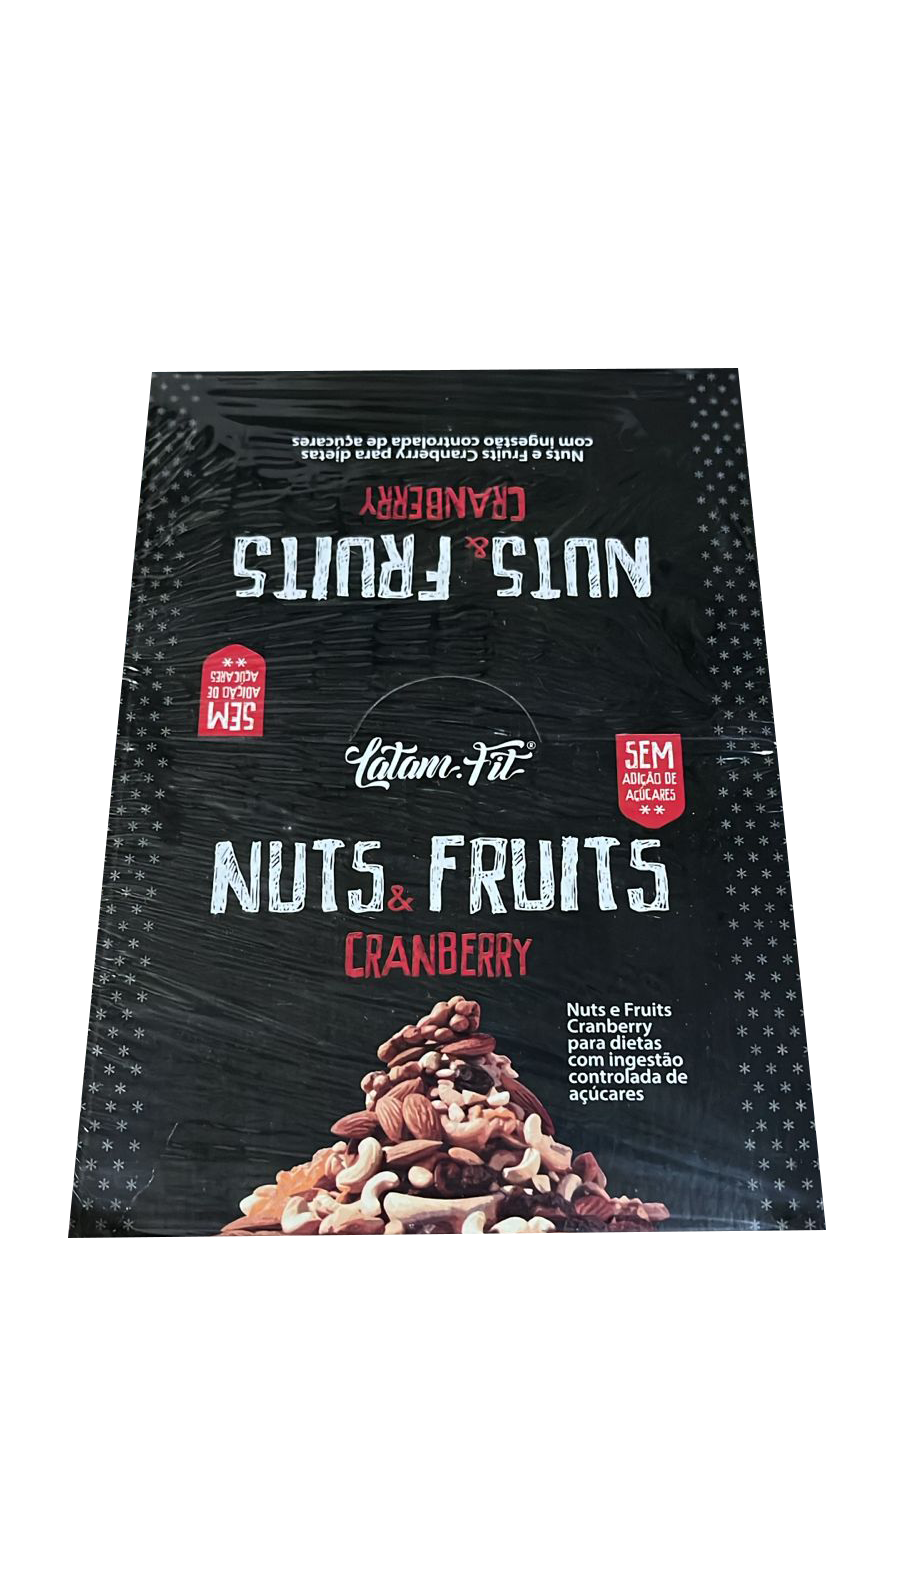 Nuts e Fruits Cranberry para dietas
com ingestão controlada de açúcares
CRANBERRY
NUTS & FRUITS
SEM
ADIÇÃO DE
AÇÚCARES
**
Latam.Fit®
SEM
ADIÇÃO DE
AÇÚCARES
**
NUTS & FRUITS
CRANBERRY
Nuts e Fruits
Cranberry
para dietas
com ingestão
controlada de
açúcares